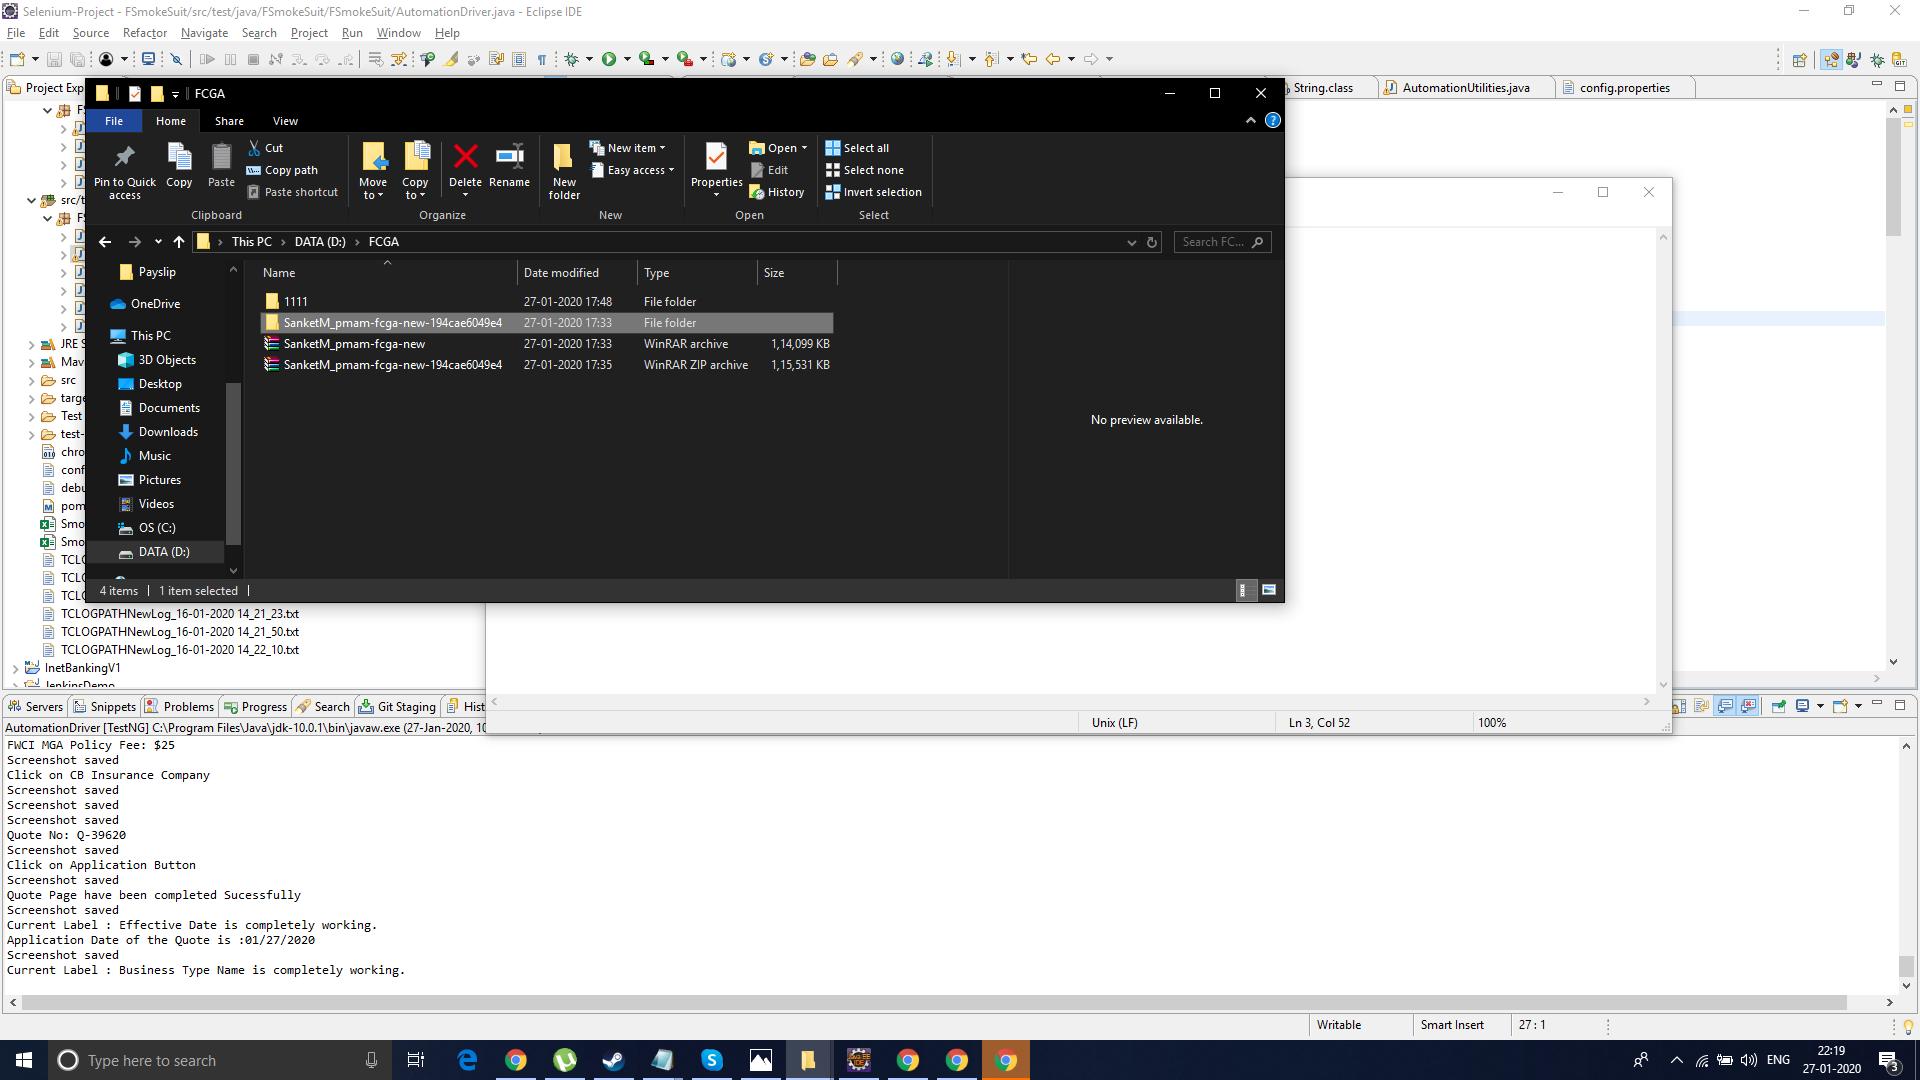 Selenium-Project - FSmokeSuit/src/test/java/FSmokeSuit/FSmokeSuit/AutomationDriver.java - Eclipse IDE
File Edit Source Refactor Navigate Search Project Run Window Help
Project Exp
String.class
AutomationUtilities.java
config.properties
FCGA
File Home Share View
Pin to Quick access
Copy
Paste
Cut
Copy path
Paste shortcut
Clipboard
Move to
Copy to
Delete
Rename
Organize
New folder
New item
Easy access
New
Properties
Open
Edit
History
Open
Select all
Select none
Invert selection
Select
This PC > DATA (D:) > FCGA
Search FC...
Payslip
OneDrive
This PC
3D Objects
Desktop
Documents
Downloads
Music
Pictures
Videos
OS (C:)
DATA (D:)
Name Date modified Type Size
1111 27-01-2020 17:48 File folder
SanketM_pmam-fcga-new-194cae6049e4 27-01-2020 17:33 File folder
SanketM_pmam-fcga-new 27-01-2020 17:33 WinRAR archive 1,14,099 KB
SanketM_pmam-fcga-new-194cae6049e4 27-01-2020 17:35 WinRAR ZIP archive 1,15,531 KB
No preview available.
4 items 1 item selected
src/t
JRE S
Mav
src
targe
Test
test-
chro
conf
debu
pom
Smo
Smo
TCLO
TCLO
TCLO
TCLOGPATHNewLog_16-01-2020 14_21_23.txt
TCLOGPATHNewLog_16-01-2020 14_21_50.txt
TCLOGPATHNewLog_16-01-2020 14_22_10.txt
InetBankingV1
JenkinsDemo
Unix (LF) Ln 3, Col 52 100%
Servers Snippets Problems Progress Search Git Staging Hist
AutomationDriver [TestNG] C:\Program Files\Java\jdk-10.0.1\bin\javaw.exe (27-Jan-2020, 10
FWCI MGA Policy Fee: $25
Screenshot saved
Click on CB Insurance Company
Screenshot saved
Screenshot saved
Screenshot saved
Quote No: Q-39620
Screenshot saved
Click on Application Button
Screenshot saved
Quote Page have been completed Sucessfully
Screenshot saved
Current Label : Effective Date is completely working.
Application Date of the Quote is :01/27/2020
Screenshot saved
Current Label : Business Type Name is completely working.
Writable Smart Insert 27 : 1
Type here to search
ENG
22:19
27-01-2020
3